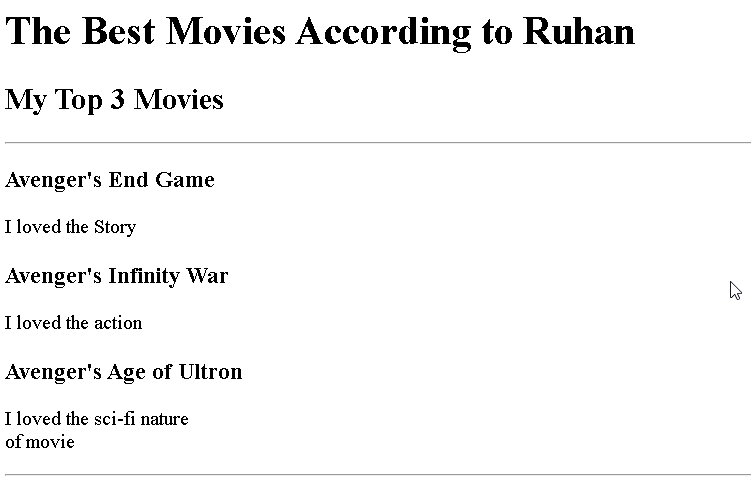 The Best Movies According to Ruhan
My Top 3 Movies
Avenger's End Game
I loved the Story
Avenger's Infinity War
I loved the action
Avenger's Age of Ultron
I loved the sci-fi nature
of movie